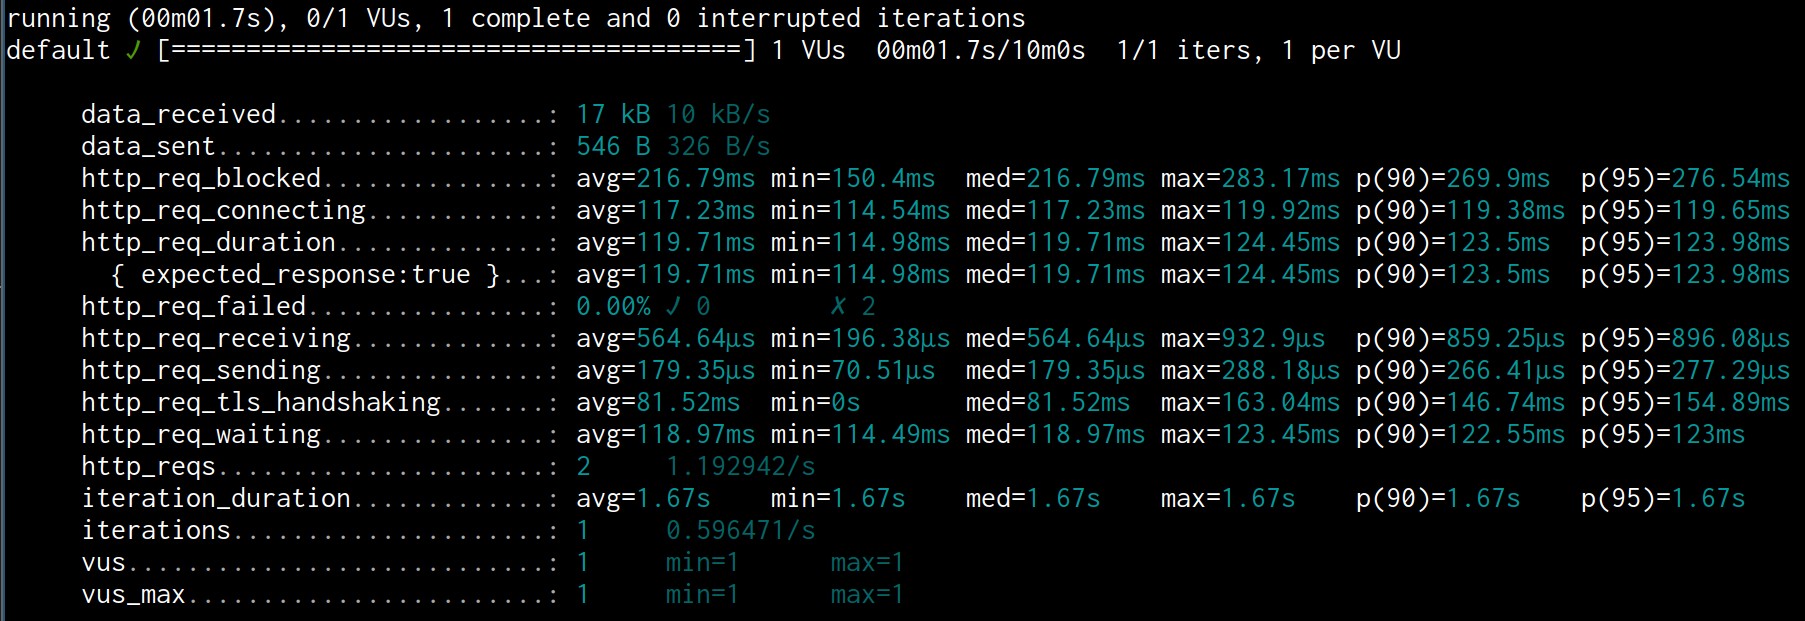 running (00m01.7s), 0/1 VUs, 1 complete and 0 interrupted iterations
default ✓ [======================================] 1 VUs  00m01.7s/10m0s  1/1 iters, 1 per VU

     data_received..................: 17 kB 10 kB/s
     data_sent......................: 546 B 326 B/s
     http_req_blocked...............: avg=216.79ms min=150.4ms  med=216.79ms max=283.17ms p(90)=269.9ms  p(95)=276.54ms
     http_req_connecting............: avg=117.23ms min=114.54ms med=117.23ms max=119.92ms p(90)=119.38ms p(95)=119.65ms
     http_req_duration..............: avg=119.71ms min=114.98ms med=119.71ms max=124.45ms p(90)=123.5ms  p(95)=123.98ms
       { expected_response:true }...: avg=119.71ms min=114.98ms med=119.71ms max=124.45ms p(90)=123.5ms  p(95)=123.98ms
     http_req_failed................: 0.00% ✓ 0        ✗ 2
     http_req_receiving.............: avg=564.64µs min=196.38µs med=564.64µs max=932.9µs  p(90)=859.25µs p(95)=896.08µs
     http_req_sending...............: avg=179.35µs min=70.51µs  med=179.35µs max=288.18µs p(90)=266.41µs p(95)=277.29µs
     http_req_tls_handshaking.......: avg=81.52ms  min=0s       med=81.52ms  max=163.04ms p(90)=146.74ms p(95)=154.89ms
     http_req_waiting...............: avg=118.97ms min=114.49ms med=118.97ms max=123.45ms p(90)=122.55ms p(95)=123ms
     http_reqs......................: 2     1.192942/s
     iteration_duration.............: avg=1.67s    min=1.67s    med=1.67s    max=1.67s    p(90)=1.67s    p(95)=1.67s
     iterations.....................: 1     0.596471/s
     vus............................: 1     min=1      max=1
     vus_max........................: 1     min=1      max=1